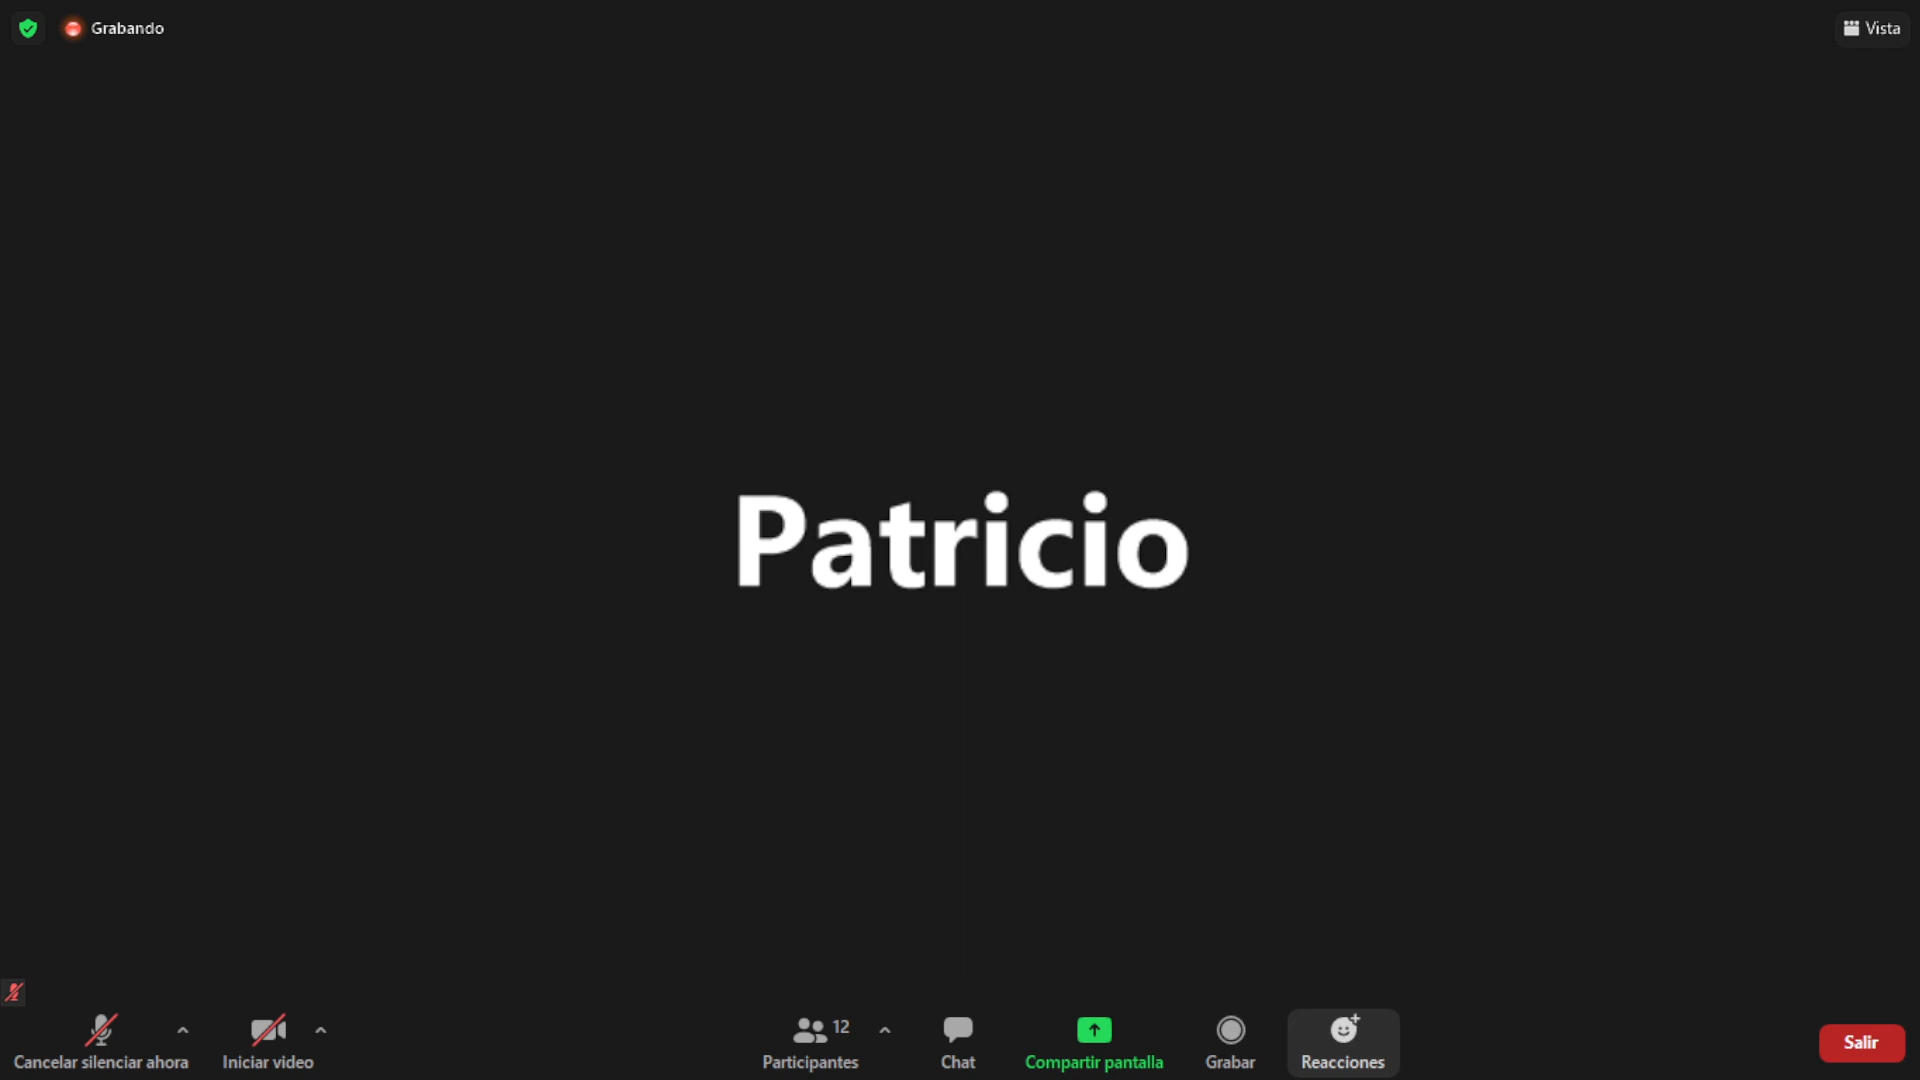 Grabando
Vista
Patricio
Cancelar silenciar ahora
Iniciar video
12
Participantes
Chat
Compartir pantalla
Grabar
Reacciones
Salir